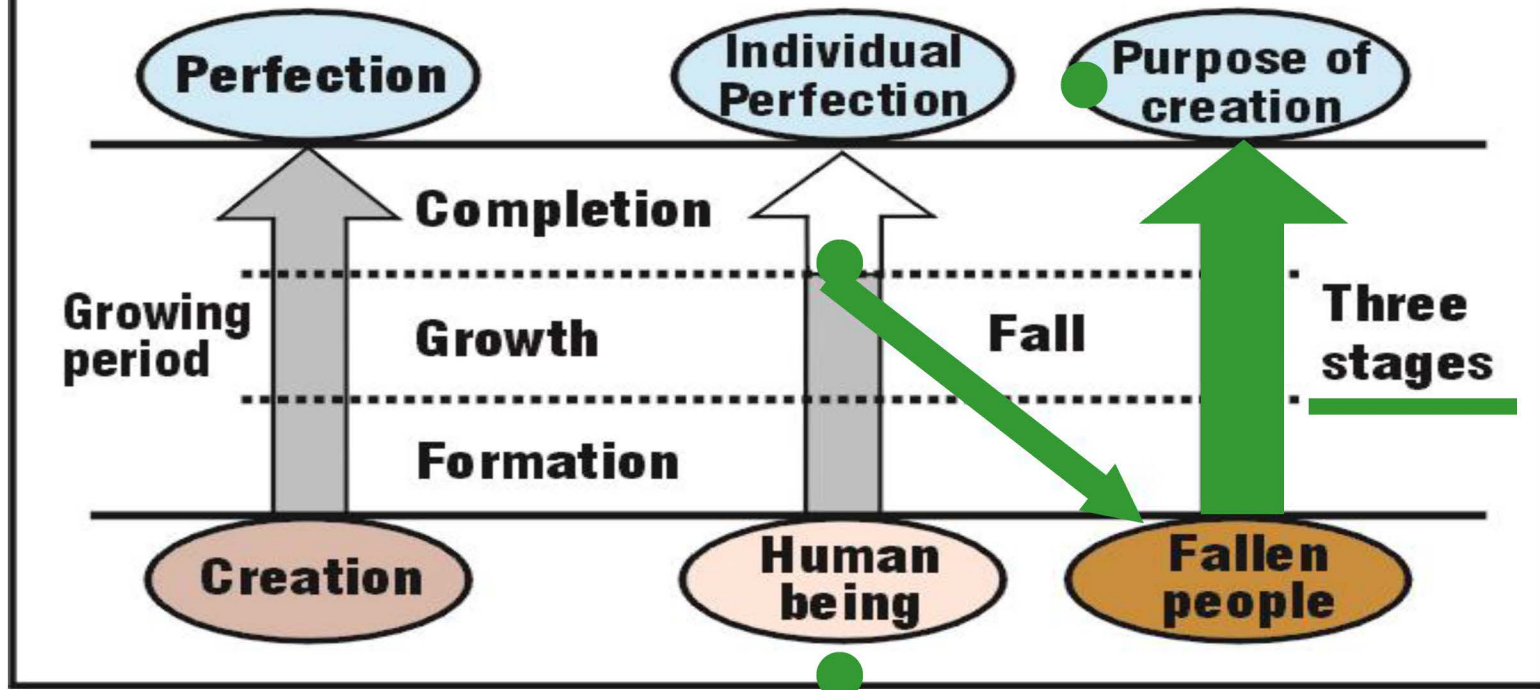 Perfection
Individual
Perfection
Purpose of
creation
Completion
Growing
period
Growth
Fall
Three
stages
Formation
Creation
Human
being
Fallen
people